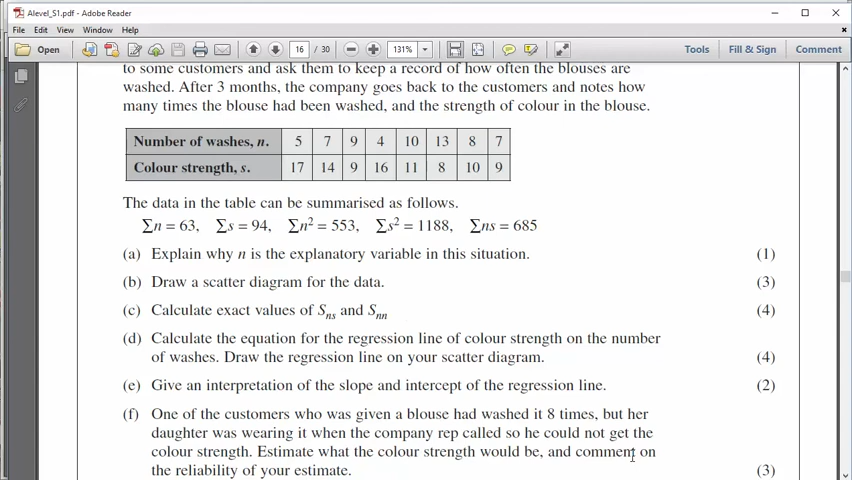 Alevel_S1.pdf - Adobe Reader
File Edit View Window Help
Open 16 / 30 131% Tools Fill & Sign Comment
to some customers and ask them to keep a record of how often the blouses are
washed. After 3 months, the company goes back to the customers and notes how
many times the blouse had been washed, and the strength of colour in the blouse.
Number of washes, n. 5 7 9 4 10 13 8 7
Colour strength, s. 17 14 9 16 11 8 10 9
The data in the table can be summarised as follows.
∑n = 63, ∑s = 94, ∑n² = 553, ∑s² = 1188, ∑ns = 685
(a) Explain why n is the explanatory variable in this situation. (1)
(b) Draw a scatter diagram for the data. (3)
(c) Calculate exact values of Sns and Snn (4)
(d) Calculate the equation for the regression line of colour strength on the number
of washes. Draw the regression line on your scatter diagram. (4)
(e) Give an interpretation of the slope and intercept of the regression line. (2)
(f) One of the customers who was given a blouse had washed it 8 times, but her
daughter was wearing it when the company rep called so he could not get the
colour strength. Estimate what the colour strength would be, and comment on
the reliability of your estimate. (3)